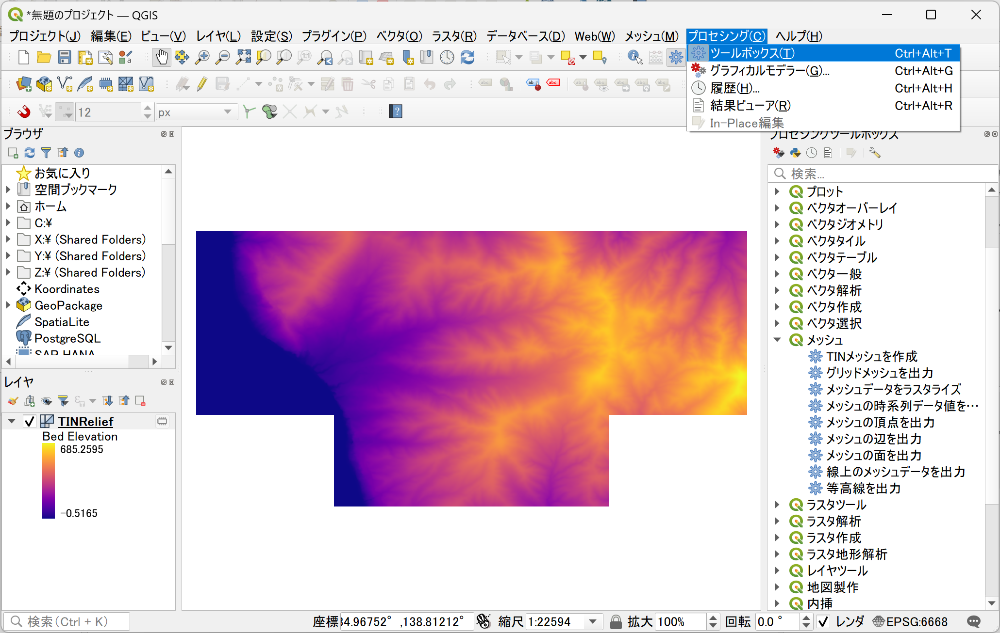 *無題のプロジェクト — QGIS
プロジェクト(J) 編集(E) ビュー(V) レイヤ(L) 設定(S) プラグイン(P) ベクタ(O) ラスタ(R) データベース(D) Web(W) メッシュ(M) プロセシング(C) ヘルプ(H)
ツールボックス(T) Ctrl+Alt+T
グラフィカルモデラー(G)... Ctrl+Alt+G
履歴(H)... Ctrl+Alt+H
結果ビューア(R) Ctrl+Alt+R
In-Place編集
12 px
ブラウザ
お気に入り
空間ブックマーク
ホーム
C:¥
X:¥ (Shared Folders)
Y:¥ (Shared Folders)
Z:¥ (Shared Folders)
Koordinates
GeoPackage
SpatiaLite
PostgreSQL
SAP HANA
レイヤ
TINRelief
Bed Elevation
685.2595
-0.5165
プロセシングツールボックス
検索...
プロット
ベクタオーバーレイ
ベクタジオメトリ
ベクタタイル
ベクタテーブル
ベクター般
ベクタ解析
ベクタ作成
ベクタ選択
メッシュ
TINメッシュを作成
グリッドメッシュを出力
メッシュデータをラスタライズ
メッシュの時系列データ値を…
メッシュの頂点を出力
メッシュの辺を出力
メッシュの面を出力
線上のメッシュデータを出力
等高線を出力
ラスタツール
ラスタ解析
ラスタ作成
ラスタ地形解析
レイヤツール
地図製作
内挿
検索(Ctrl + K)
座標 34.96752° ,138.81212° 縮尺 1:22594 拡大 100% 回転 0.0 ° レンダ EPSG:6668